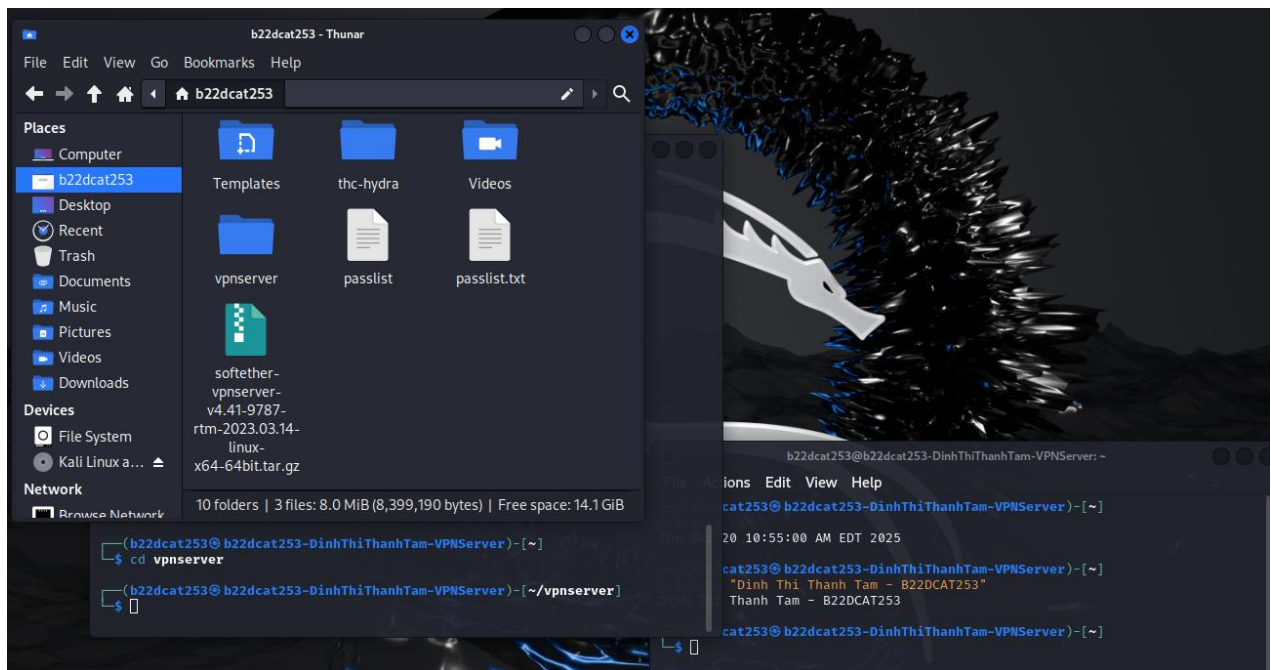 b22dcat253 - Thunar
File Edit View Go Bookmarks Help
b22dcat253
Places
Computer
b22dcat253
Desktop
Recent
Trash
Documents
Music
Pictures
Videos
Downloads
Devices
File System
Kali Linux a...
Network
Browse Network
Templates
thc-hydra
Videos
vpnserver
passlist
passlist.txt
softether-
vpnserver-
v4.41-9787-
rtm-2023.03.14-
linux-
x64-64bit.tar.gz
10 folders | 3 files: 8.0 MiB (8,399,190 bytes) | Free space: 14.1 GiB
(b22dcat253㉿b22dcat253-DinhThiThanhTam-VPNServer)-[~]
$ cd vpnserver
(b22dcat253㉿b22dcat253-DinhThiThanhTam-VPNServer)-[~/vpnserver]
$
b22dcat253@b22dcat253-DinhThiThanhTam-VPNServer: ~
File Actions Edit View Help
cat253㉿b22dcat253-DinhThiThanhTam-VPNServer)-[~]
20 10:55:00 AM EDT 2025
cat253㉿b22dcat253-DinhThiThanhTam-VPNServer)-[~]
"Dinh Thi Thanh Tam - B22DCAT253"
Thanh Tam - B22DCAT253
cat253㉿b22dcat253-DinhThiThanhTam-VPNServer)-[~]
$